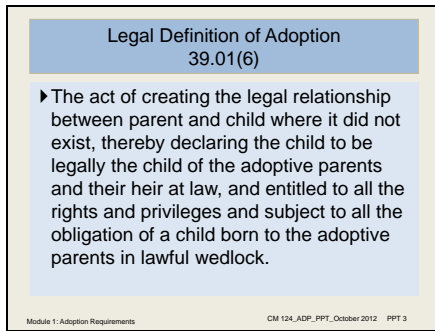 Legal Definition of Adoption
39.01(6)
The act of creating the legal relationship
between parent and child where it did not
exist, thereby declaring the child to be
legally the child of the adoptive parents
and their heir at law, and entitled to all the
rights and privileges and subject to all the
obligation of a child born to the adoptive
parents in lawful wedlock.
Module 1: Adoption Requirements
CM 124_ADP_PPT_October 2012 PPT 3